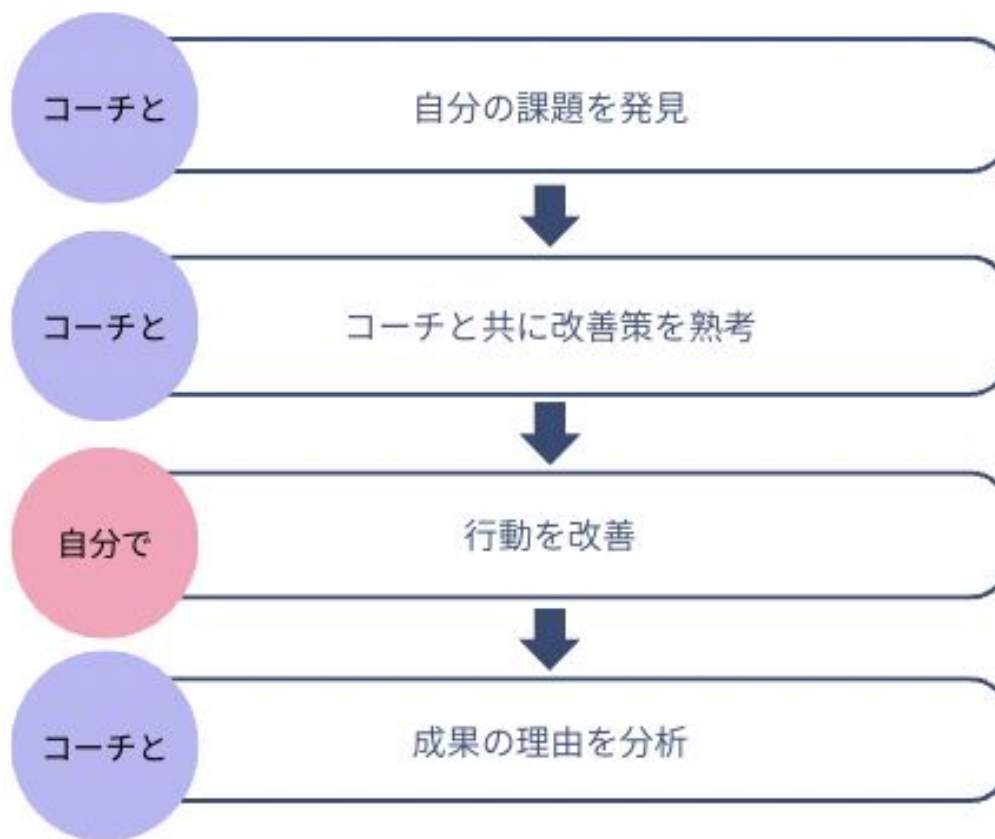 コーチと
自分の課題を発見
コーチと
コーチと共に改善策を熟考
自分で
行動を改善
コーチと
成果の理由を分析